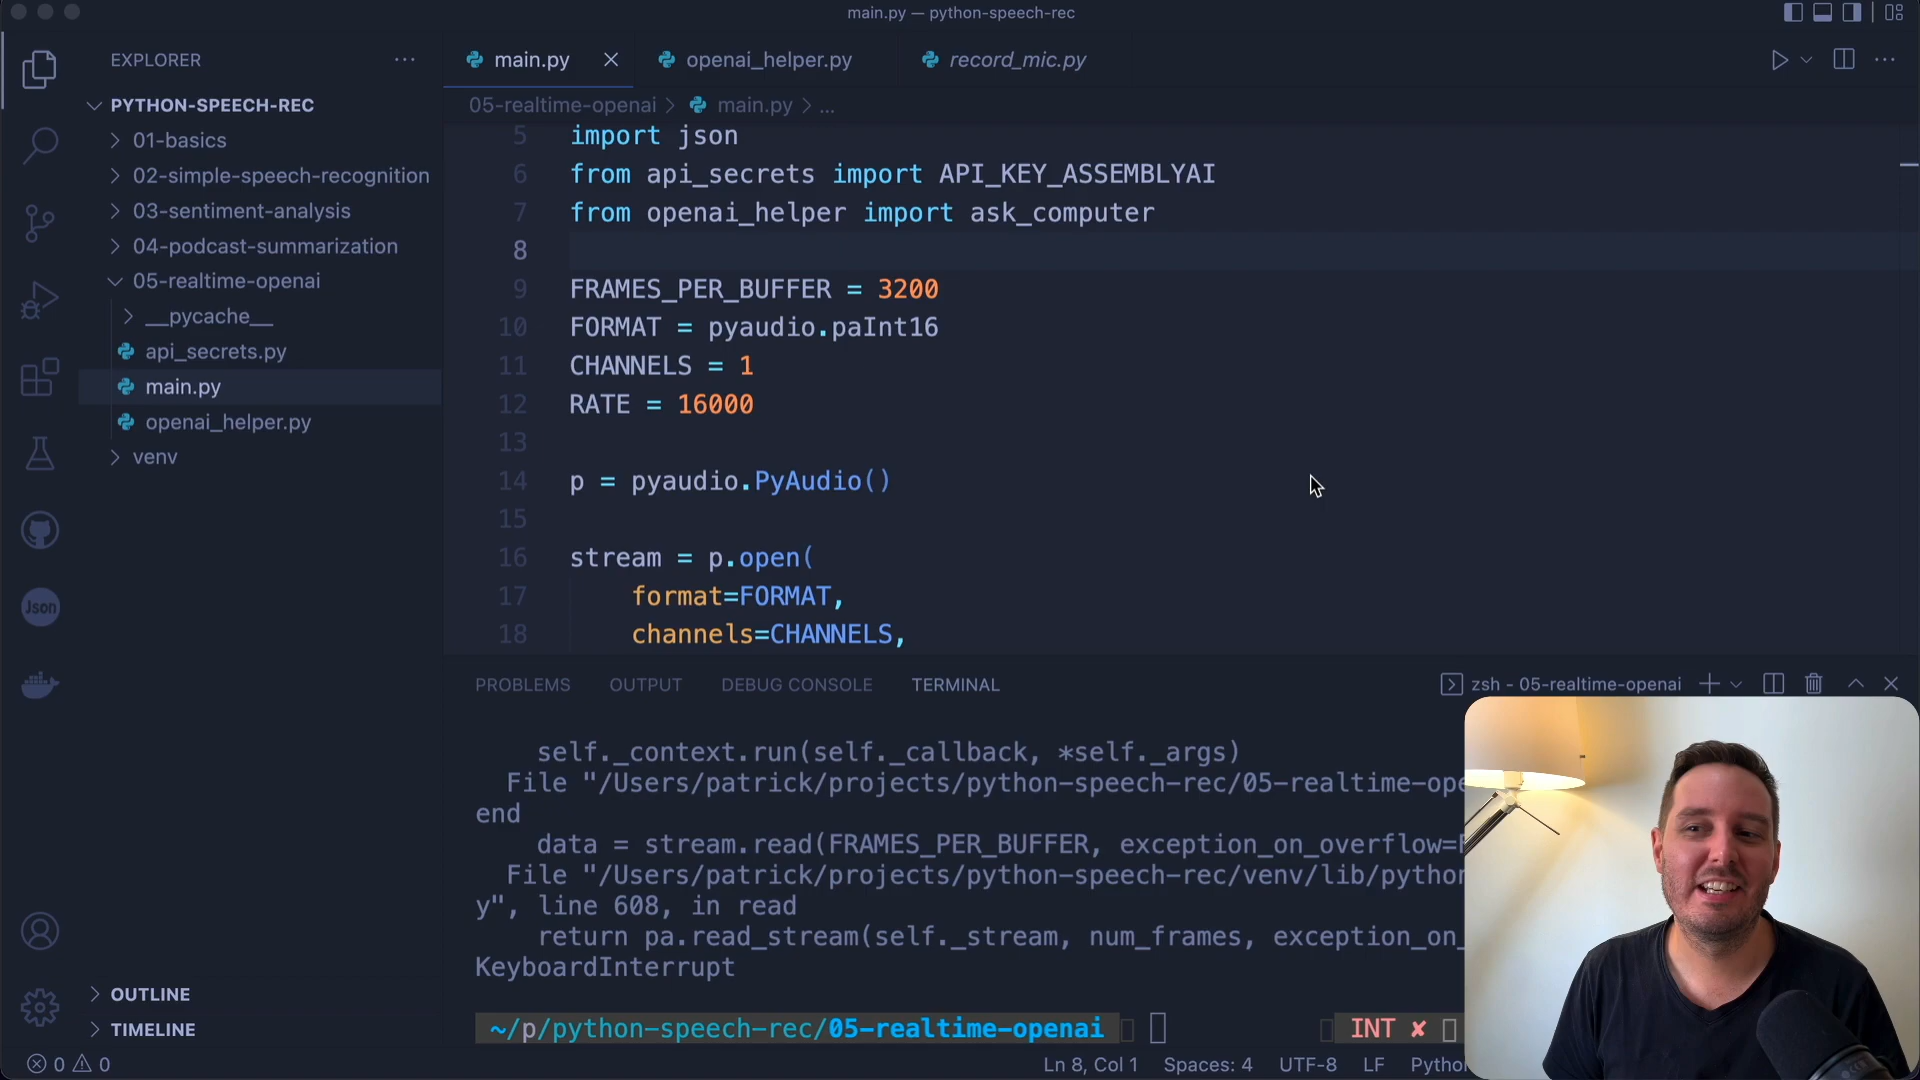 main.py — python-speech-rec
EXPLORER
PYTHON-SPEECH-REC
01-basics
02-simple-speech-recognition
03-sentiment-analysis
04-podcast-summarization
05-realtime-openai
__pycache__
api_secrets.py
main.py
openai_helper.py
venv
OUTLINE
TIMELINE
Json
main.py
openai_helper.py
record_mic.py
05-realtime-openai > main.py > ...
5 import json
6 from api_secrets import API_KEY_ASSEMBLYAI
7 from openai_helper import ask_computer
8
9 FRAMES_PER_BUFFER = 3200
10 FORMAT = pyaudio.paInt16
11 CHANNELS = 1
12 RATE = 16000
13
14 p = pyaudio.PyAudio()
15
16 stream = p.open(
17 format=FORMAT,
18 channels=CHANNELS,
PROBLEMS OUTPUT DEBUG CONSOLE TERMINAL
zsh - 05-realtime-openai
self._context.run(self._callback, *self._args)
File "/Users/patrick/projects/python-speech-rec/05-realtime-ope
end
data = stream.read(FRAMES_PER_BUFFER, exception_on_overflow=F
File "/Users/patrick/projects/python-speech-rec/venv/lib/python
y", line 608, in read
return pa.read_stream(self._stream, num_frames, exception_on_
KeyboardInterrupt
~/p/python-speech-rec/05-realtime-openai
INT ✘
0 0
Ln 8, Col 1 Spaces: 4 UTF-8 LF Python